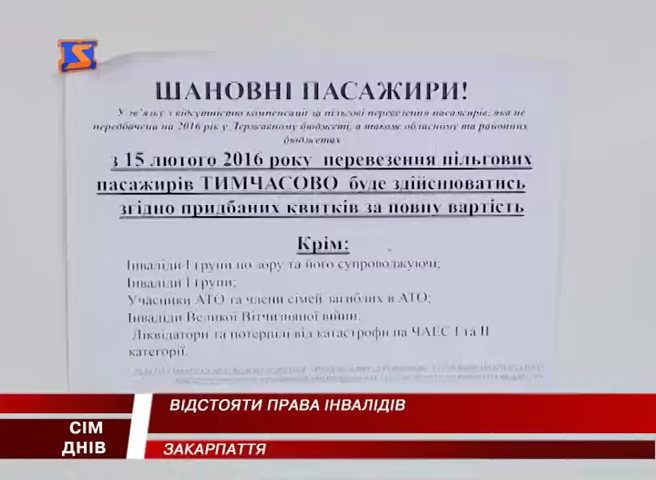 ШАНОВНІ ПАСАЖИРИ!
У зв'язку з відсутністю компенсації за пільгові перевезення пасажирів, яка не
передбачена на 2016 рік у Державному бюджеті, а також обласному та районних
бюджетах
з 15 лютого 2016 року перевезення пільгових
пасажирів ТИМЧАСОВО буде здійснюватись
згідно придбаних квитків за повну вартість
Крім:
Інваліди І групи по зору та його супроводжуючі;
Інваліди І групи;
Учасники АТО та члени сімей загиблих в АТО;
Інваліди Великої Вітчизняної війни;
Ліквідатори та потерпілі від катастрофи на ЧАЕС І та ІІ
категорії.
ВІДСТОЯТИ ПРАВА ІНВАЛІДІВ
СІМ
ДНІВ
ЗАКАРПАТТЯ